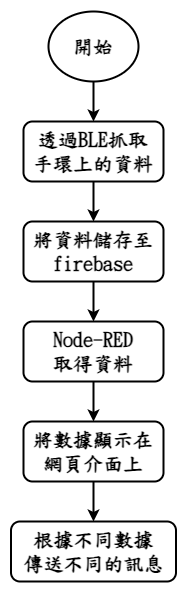 開始
透過BLE抓取
手環上的資料
將資料儲存至
firebase
Node-RED
取得資料
將數據顯示在
網頁介面上
根據不同數據
傳送不同的訊息